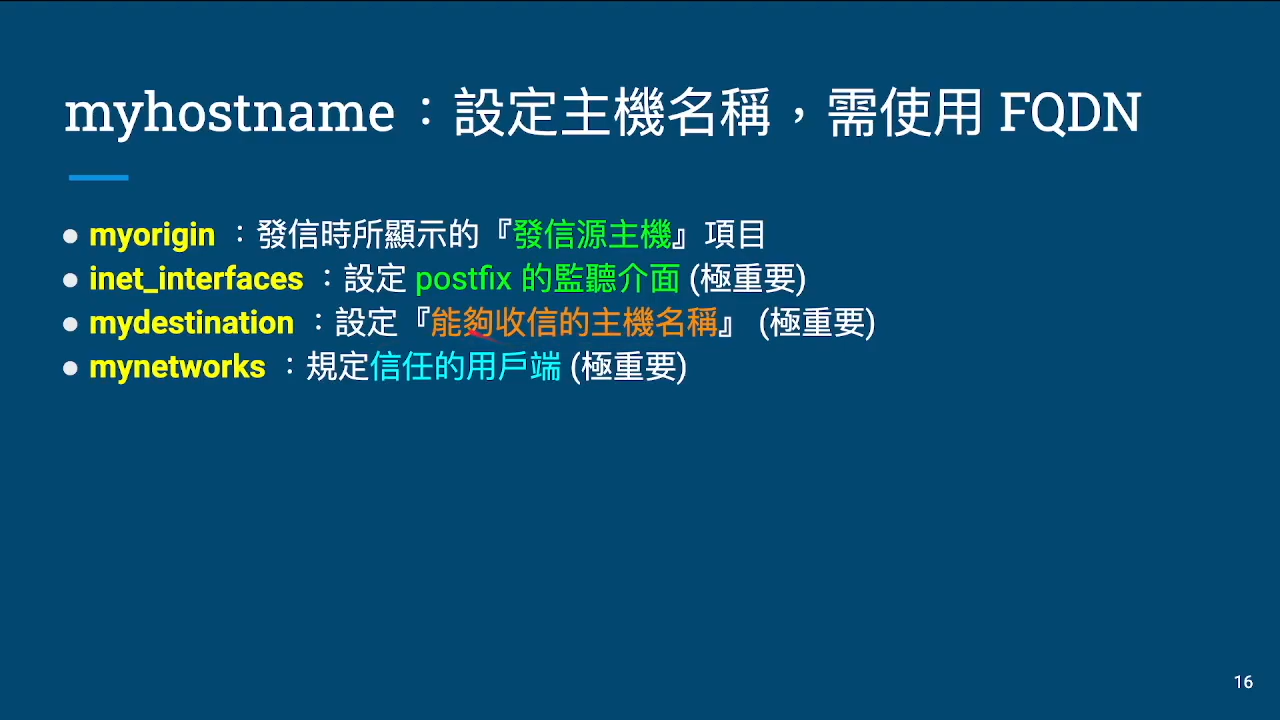 myhostname：設定主機名稱，需使用 FQDN
● myorigin ：發信時所顯示的『發信源主機』項目
● inet_interfaces ：設定 postfix 的監聽介面 (極重要)
● mydestination ：設定『能夠收信的主機名稱』 (極重要)
● mynetworks ：規定信任的用戶端 (極重要)
16